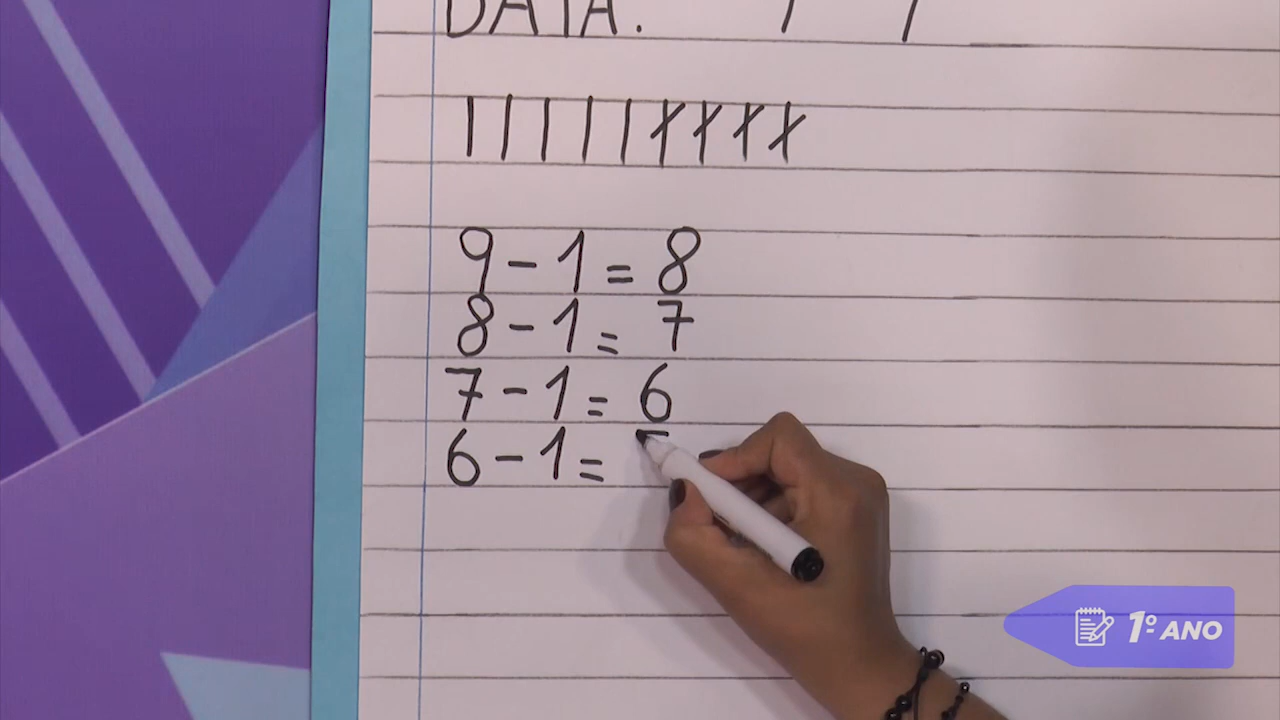 DATA: / /
9 - 1 = 8
8 - 1 = 7
7 - 1 = 6
6 - 1 =
1º ANO